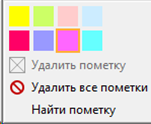 Удалить пометку
Удалить все пометки
Найти пометку